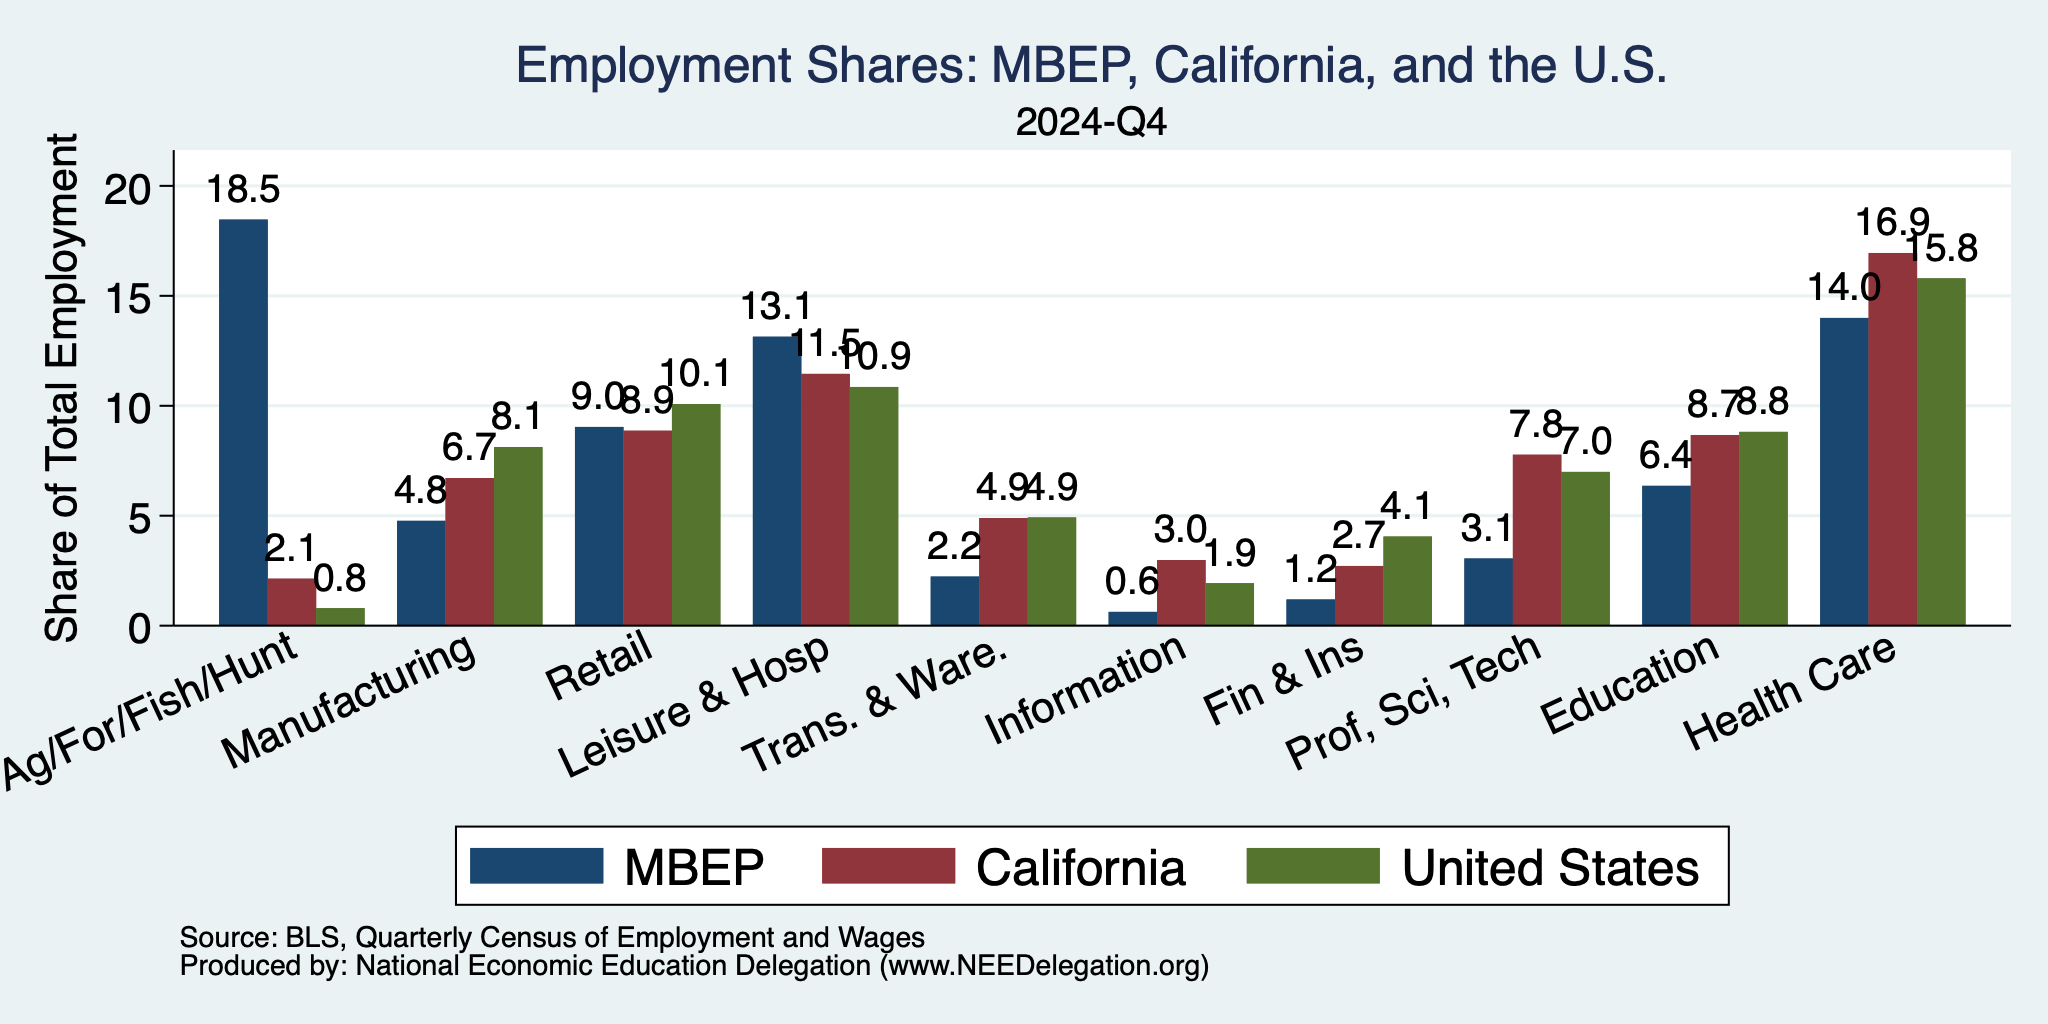 Employment Shares: MBEP, California, and the U.S.
2024-Q4
Share of Total Employment
20
15
10
5
0
18.5
2.1
0.8
4.8
6.7
8.1
9.0
8.9
10.1
13.1
11.5
10.9
2.2
4.9
4.9
0.6
3.0
1.9
1.2
2.7
4.1
3.1
7.8
7.0
6.4
8.7
8.8
14.0
16.9
15.8
Ag/For/Fish/Hunt
Manufacturing
Retail
Leisure & Hosp
Trans. & Ware.
Information
Fin & Ins
Prof, Sci, Tech
Education
Health Care
MBEP
California
United States
Source: BLS, Quarterly Census of Employment and Wages
Produced by: National Economic Education Delegation (www.NEEDelegation.org)